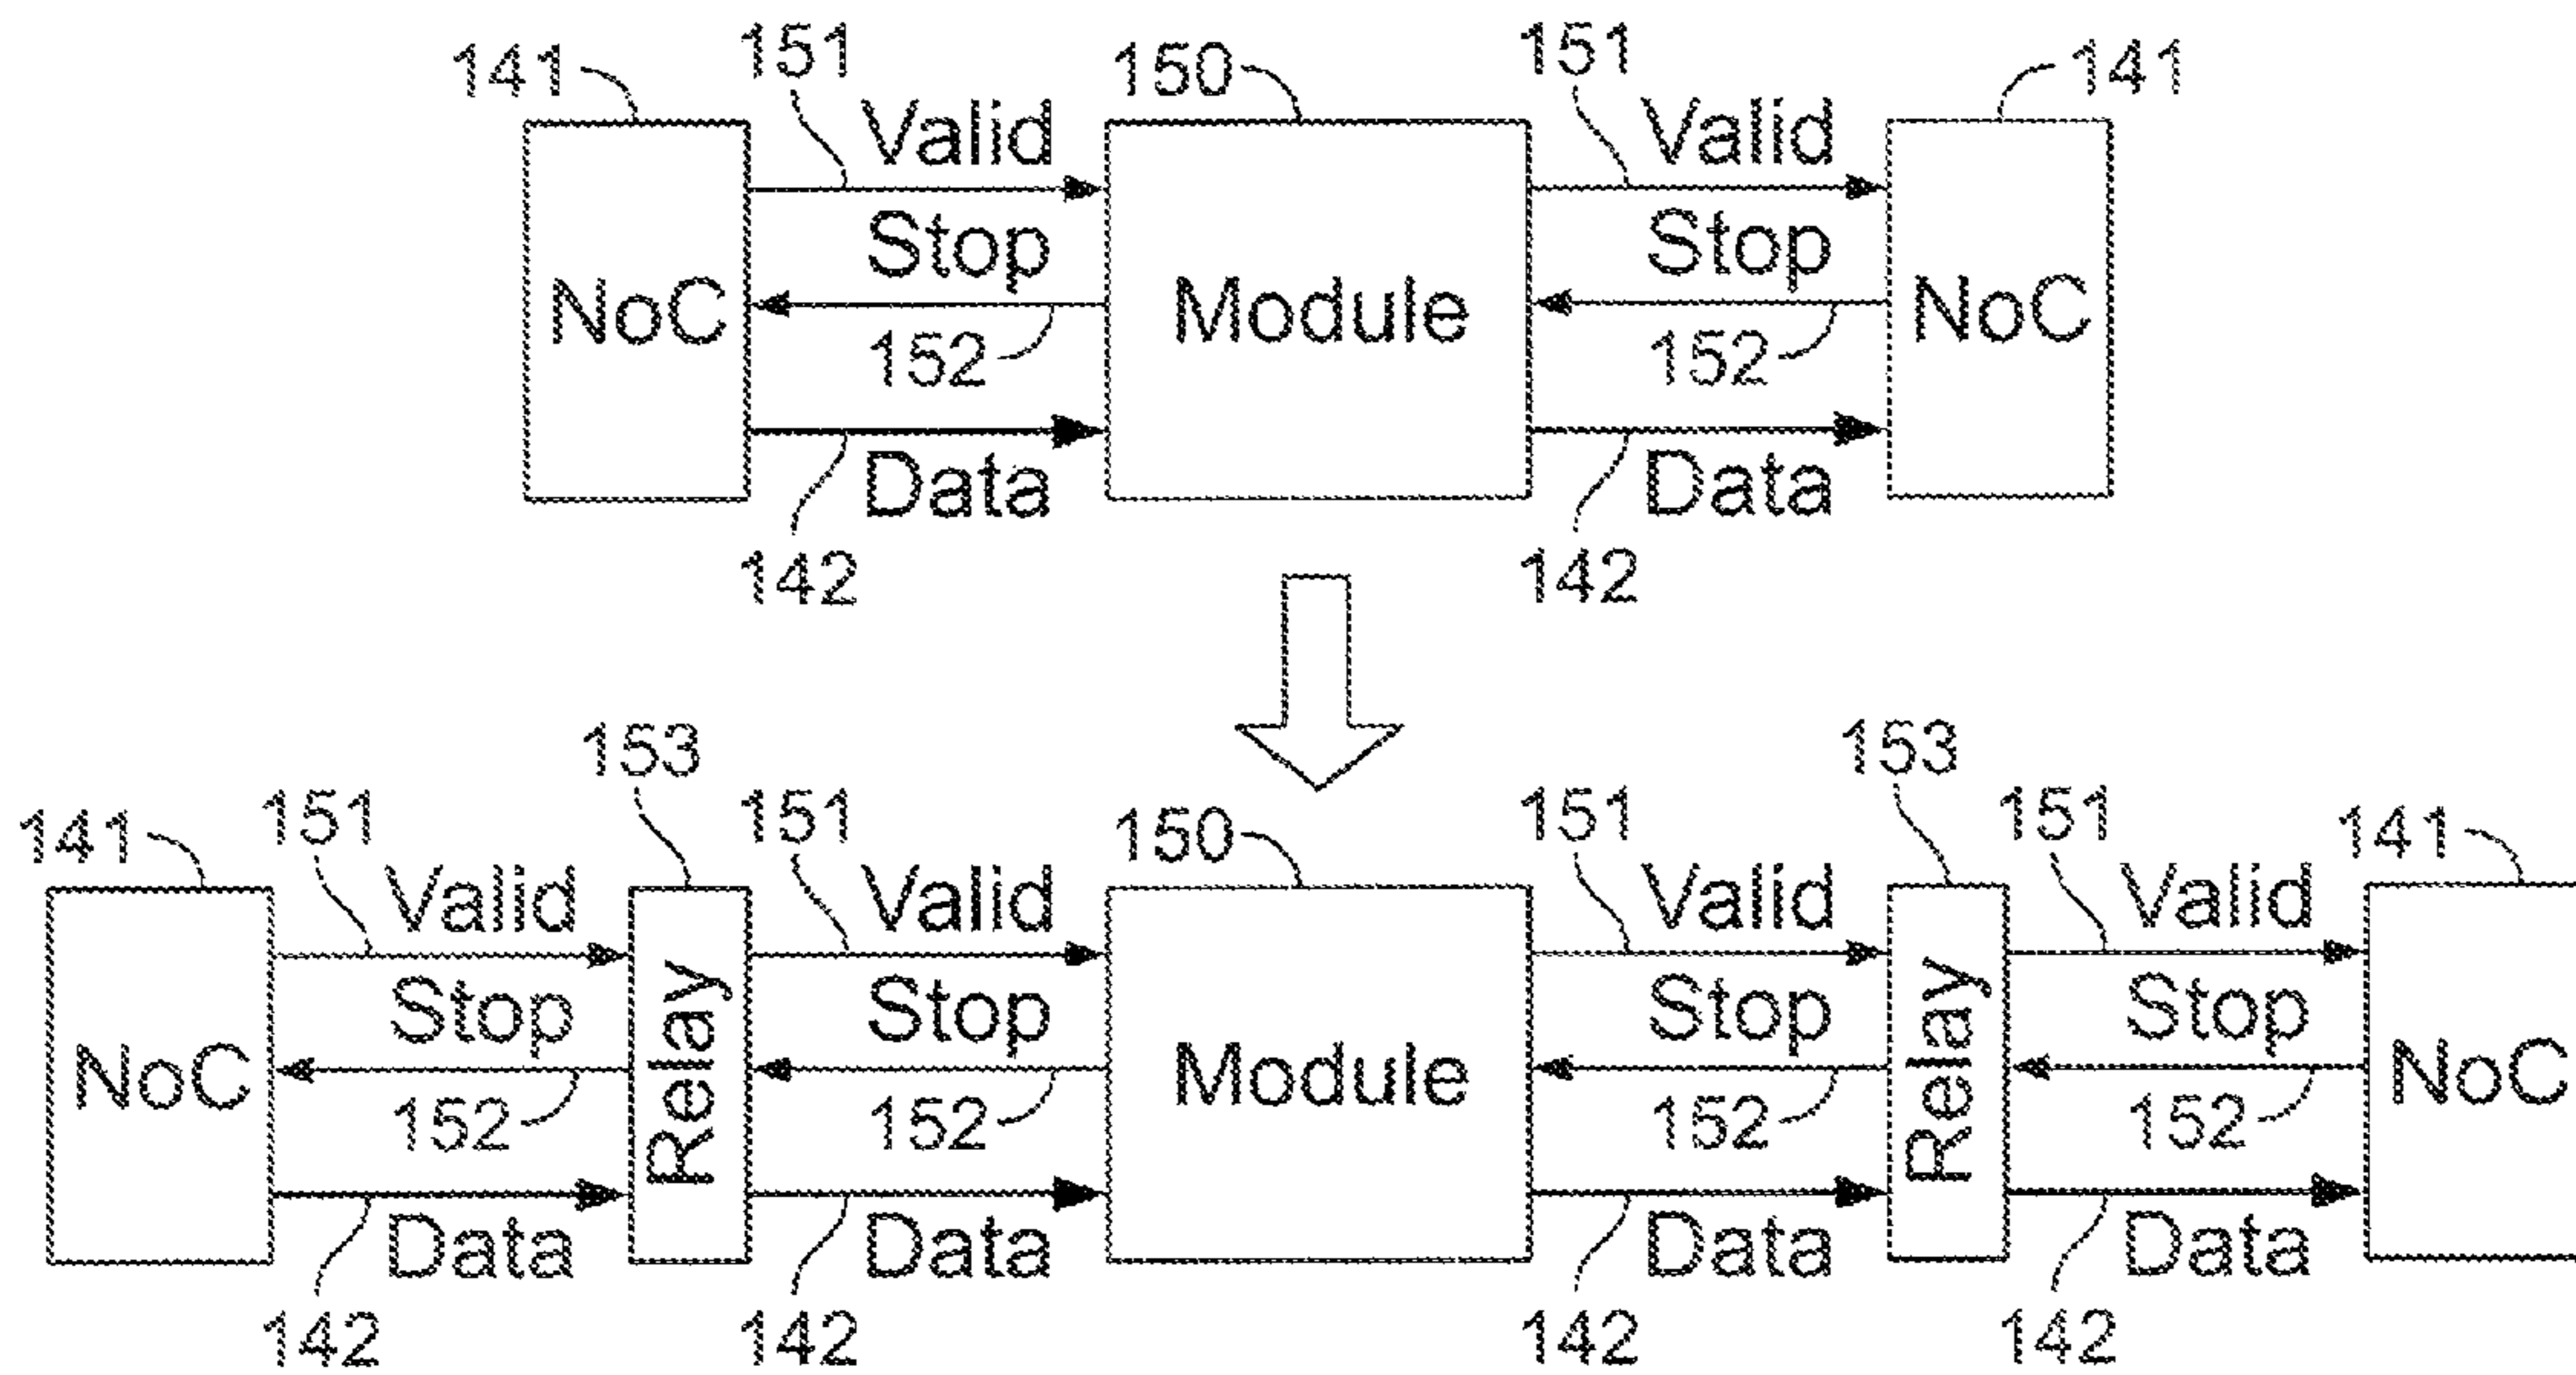 141 151 150 151 141
Valid Valid
Stop Stop
NoC Module NoC
152 152
Data Data
142 142
153 153
141 151 151 150 151 151 141
Valid Valid Valid Valid
Stop Stop Stop Stop
NoC Relay Module Relay NoC
152 152 152 152
Data Data Data Data
142 142 142 142